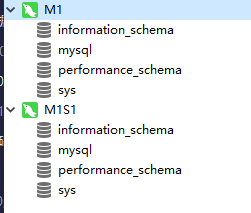 M1
information_schema
mysql
performance_schema
sys
M1S1
information_schema
mysql
performance_schema
sys